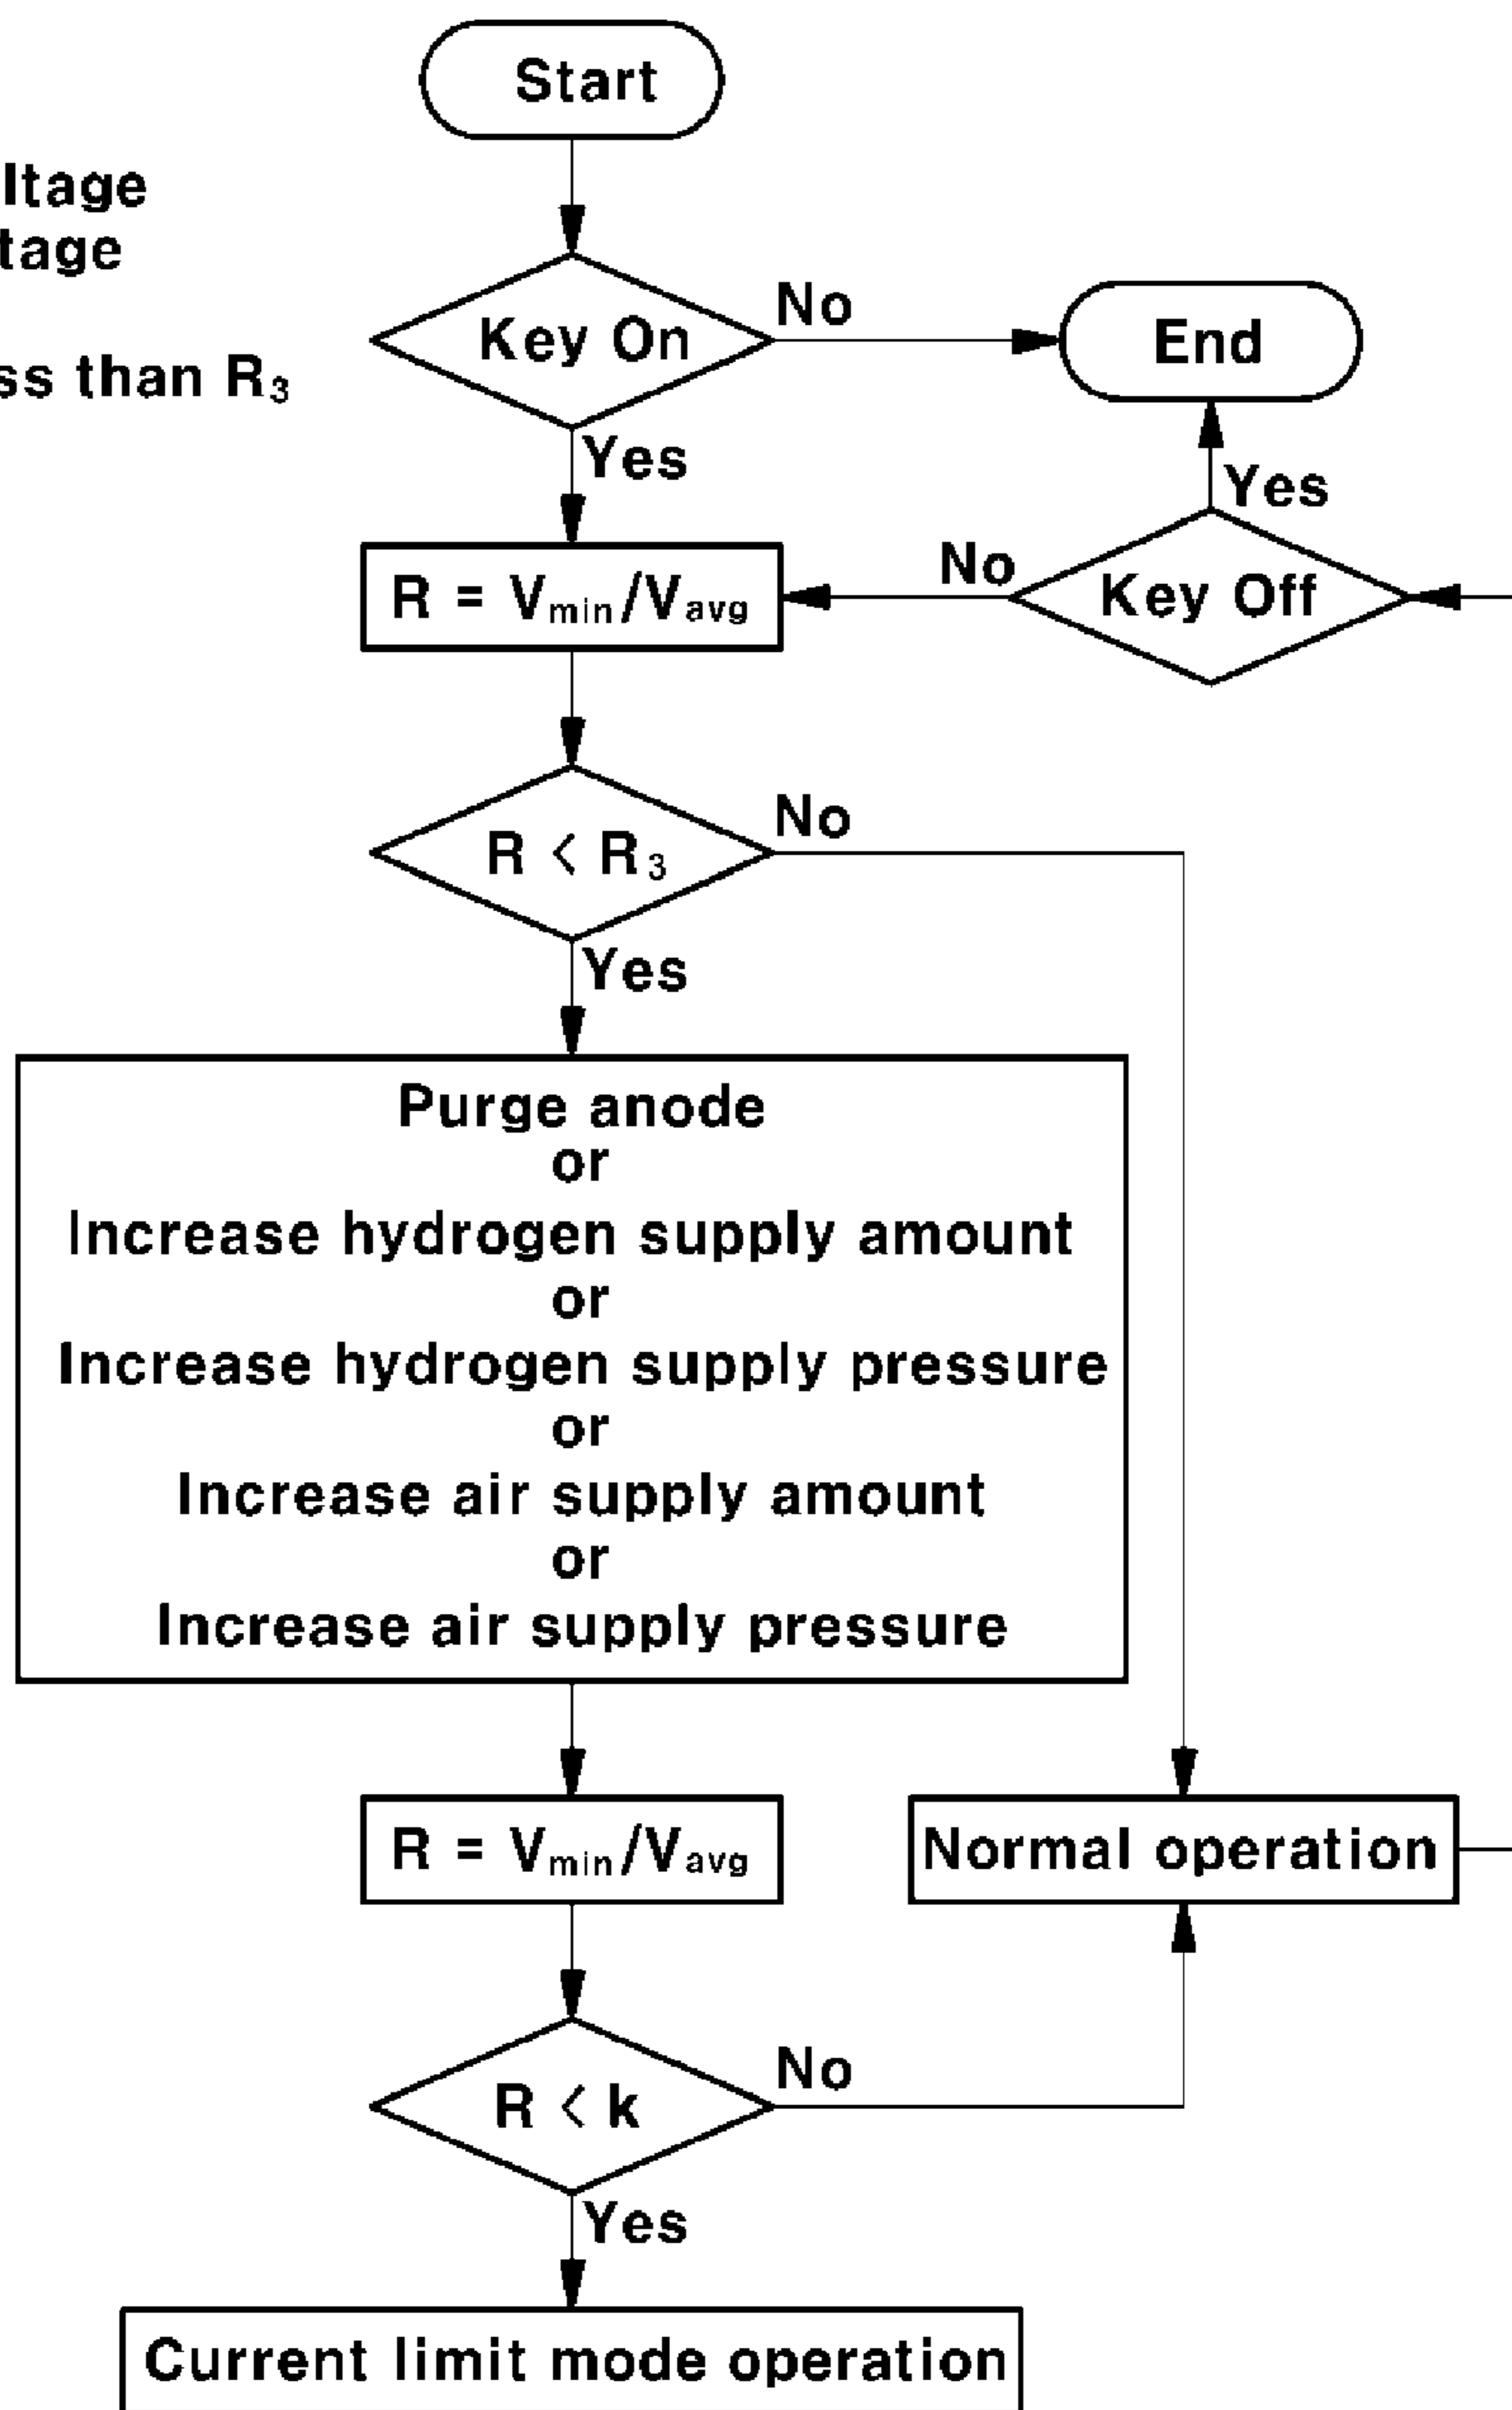 Start
ltage
tage
ss than R₃
Key On
No
End
Yes
Yes
R = Vmin/Vavg
No
Key Off
R < R₃
No
Yes
Purge anode
or
Increase hydrogen supply amount
or
Increase hydrogen supply pressure
or
Increase air supply amount
or
Increase air supply pressure
R = Vmin/Vavg
Normal operation
R < k
No
Yes
Current limit mode operation